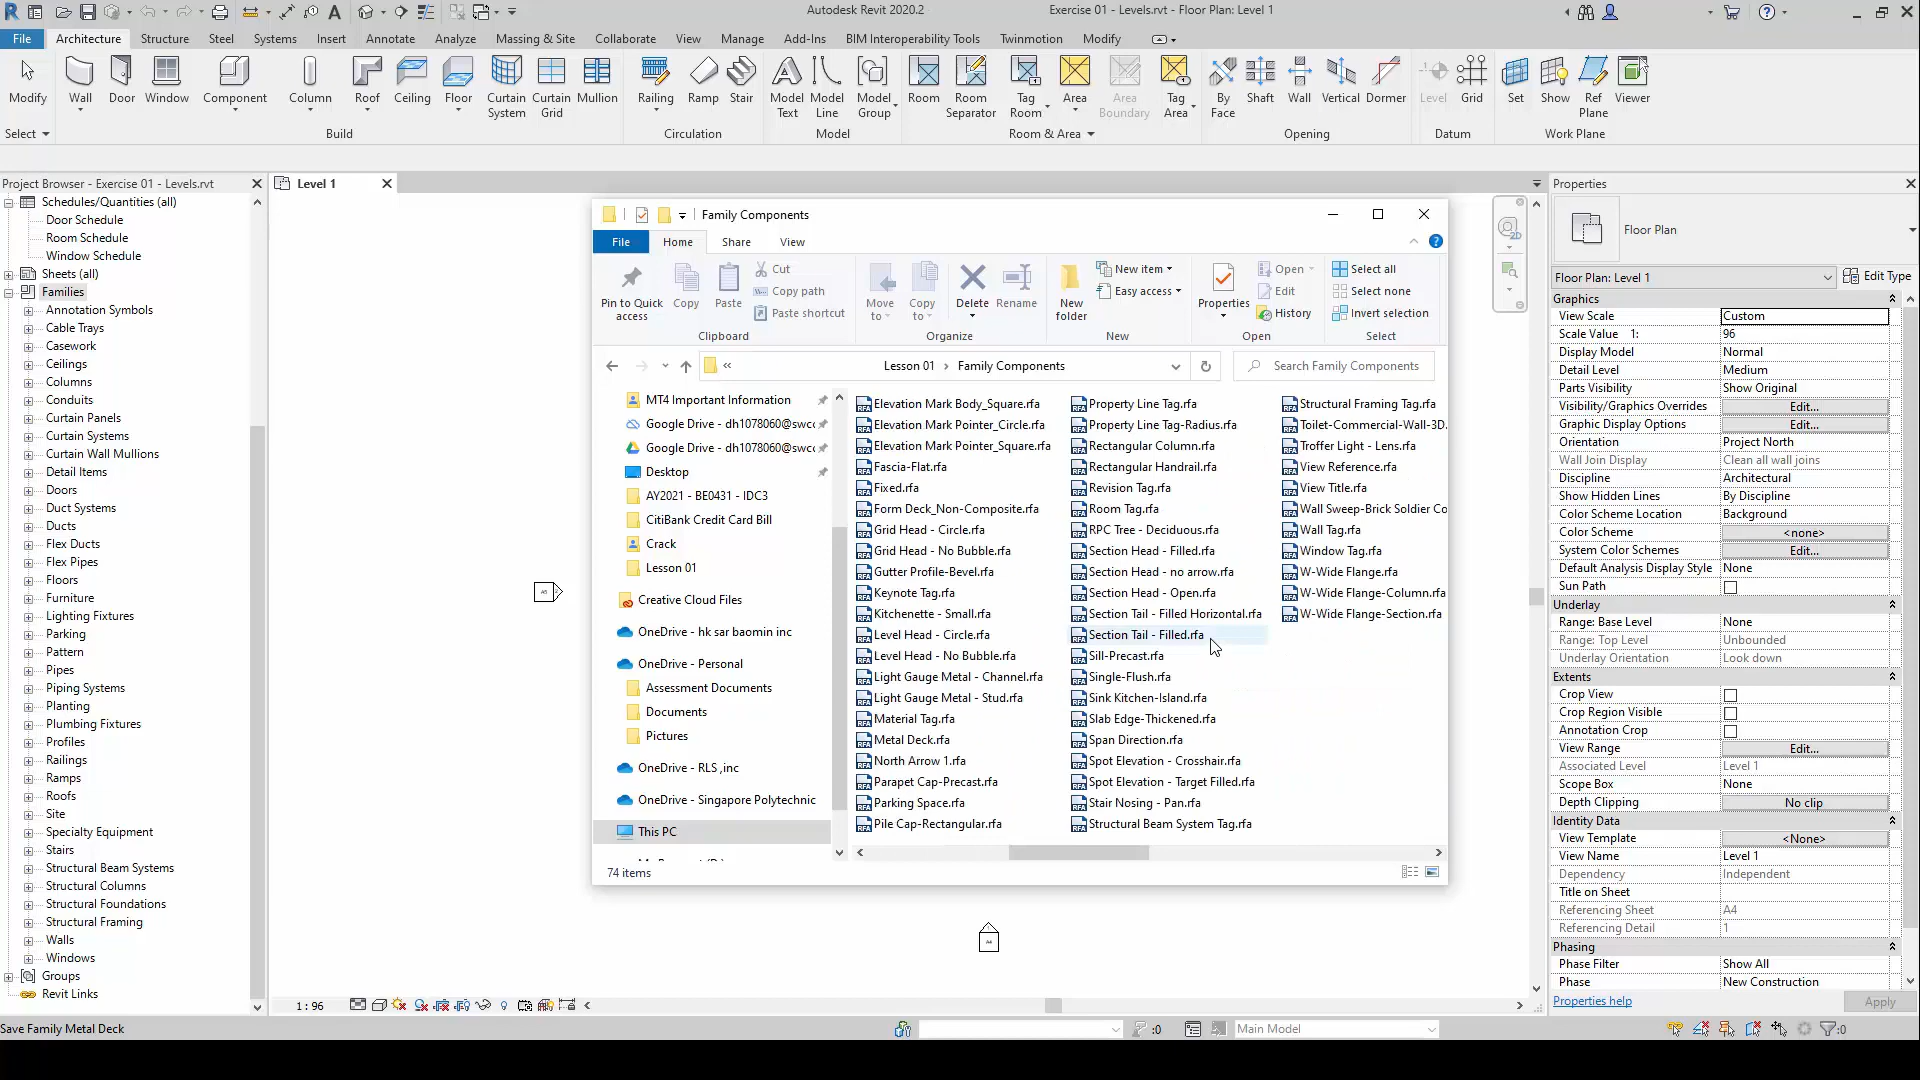 Autodesk Revit 2020.2
Exercise 01 - Levels.rvt - Floor Plan: Level 1
File
Architecture
Structure
Steel
Systems
Insert
Annotate
Analyze
Massing & Site
Collaborate
View
Manage
Add-Ins
BIM Interoperability Tools
Twinmotion
Modify
Modify
Wall
Door
Window
Component
Column
Roof
Ceiling
Floor
Curtain System
Curtain Grid
Mullion
Railing
Ramp
Stair
Model Text
Model Line
Model Group
Room
Room Separator
Tag Room
Area
Area Boundary
Tag Area
By Face
Shaft
Wall
Vertical
Dormer
Level
Grid
Set
Show
Ref Plane
Viewer
Select
Build
Circulation
Model
Room & Area
Opening
Datum
Work Plane
Project Browser - Exercise 01 - Levels.rvt
Schedules/Quantities (all)
Door Schedule
Room Schedule
Window Schedule
Sheets (all)
Families
Annotation Symbols
Cable Trays
Casework
Ceilings
Columns
Conduits
Curtain Panels
Curtain Systems
Curtain Wall Mullions
Detail Items
Doors
Duct Systems
Ducts
Flex Ducts
Flex Pipes
Floors
Furniture
Lighting Fixtures
Parking
Pattern
Pipes
Piping Systems
Planting
Plumbing Fixtures
Profiles
Railings
Ramps
Roofs
Site
Specialty Equipment
Stairs
Structural Beam Systems
Structural Columns
Structural Foundations
Structural Framing
Walls
Windows
Groups
Revit Links
Level 1
Family Components
File
Home
Share
View
Pin to Quick access
Copy
Paste
Cut
Copy path
Paste shortcut
Move to
Copy to
Delete
Rename
New folder
New item
Easy access
Properties
Open
Edit
History
Select all
Select none
Invert selection
Clipboard
Organize
New
Open
Select
« Lesson 01 › Family Components
Search Family Components
MT4 Important Information
Google Drive - dh1078060@swcc
Google Drive - dh1078060@swcc
Desktop
AY2021 - BE0431 - IDC3
CitiBank Credit Card Bill
Crack
Lesson 01
Creative Cloud Files
OneDrive - hk sar baomin inc
OneDrive - Personal
Assessment Documents
Documents
Pictures
OneDrive - RLS ,inc
OneDrive - Singapore Polytechnic
This PC
Elevation Mark Body_Square.rfa
Elevation Mark Pointer_Circle.rfa
Elevation Mark Pointer_Square.rfa
Fascia-Flat.rfa
Fixed.rfa
Form Deck_Non-Composite.rfa
Grid Head - Circle.rfa
Grid Head - No Bubble.rfa
Gutter Profile-Bevel.rfa
Keynote Tag.rfa
Kitchenette - Small.rfa
Level Head - Circle.rfa
Level Head - No Bubble.rfa
Light Gauge Metal - Channel.rfa
Light Gauge Metal - Stud.rfa
Material Tag.rfa
Metal Deck.rfa
North Arrow 1.rfa
Parapet Cap-Precast.rfa
Parking Space.rfa
Pile Cap-Rectangular.rfa
Property Line Tag.rfa
Property Line Tag-Radius.rfa
Rectangular Column.rfa
Rectangular Handrail.rfa
Revision Tag.rfa
Room Tag.rfa
RPC Tree - Deciduous.rfa
Section Head - Filled.rfa
Section Head - no arrow.rfa
Section Head - Open.rfa
Section Tail - Filled Horizontal.rfa
Section Tail - Filled.rfa
Sill-Precast.rfa
Single-Flush.rfa
Sink Kitchen-Island.rfa
Slab Edge-Thickened.rfa
Span Direction.rfa
Spot Elevation - Crosshair.rfa
Spot Elevation - Target Filled.rfa
Stair Nosing - Pan.rfa
Structural Beam System Tag.rfa
Structural Framing Tag.rfa
Toilet-Commercial-Wall-3D.
Troffer Light - Lens.rfa
View Reference.rfa
View Title.rfa
Wall Sweep-Brick Soldier Co
Wall Tag.rfa
Window Tag.rfa
W-Wide Flange.rfa
W-Wide Flange-Column.rfa
W-Wide Flange-Section.rfa
74 items
2D
Properties
Floor Plan
Floor Plan: Level 1
Edit Type
Graphics
View Scale Custom
Scale Value 1: 96
Display Model Normal
Detail Level Medium
Parts Visibility Show Original
Visibility/Graphics Overrides Edit...
Graphic Display Options Edit...
Orientation Project North
Wall Join Display Clean all wall joins
Discipline Architectural
Show Hidden Lines By Discipline
Color Scheme Location Background
Color Scheme <none>
System Color Schemes Edit...
Default Analysis Display Style None
Sun Path
Underlay
Range: Base Level None
Range: Top Level Unbounded
Underlay Orientation Look down
Extents
Crop View
Crop Region Visible
Annotation Crop
View Range Edit...
Associated Level Level 1
Scope Box None
Depth Clipping No clip
Identity Data
View Template <None>
View Name Level 1
Dependency Independent
Title on Sheet
Referencing Sheet A4
Referencing Detail 1
Phasing
Phase Filter Show All
Phase New Construction
Properties help
Apply
1 : 96
Save Family Metal Deck
:0
Main Model
:0